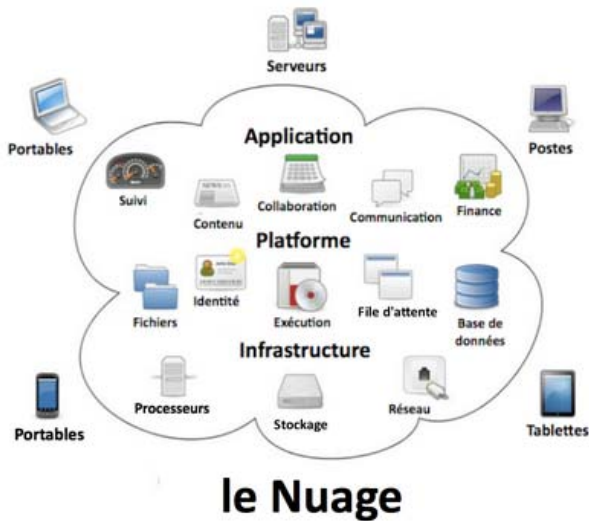 Serveurs
Portables
Postes
Application
Suivi
NEWS
Contenu
Collaboration
Communication
Finance
Platforme
Fichiers
Identité
Exécution
File d'attente
Base de
données
Infrastructure
Processeurs
Stockage
Réseau
Portables
Tablettes
le Nuage